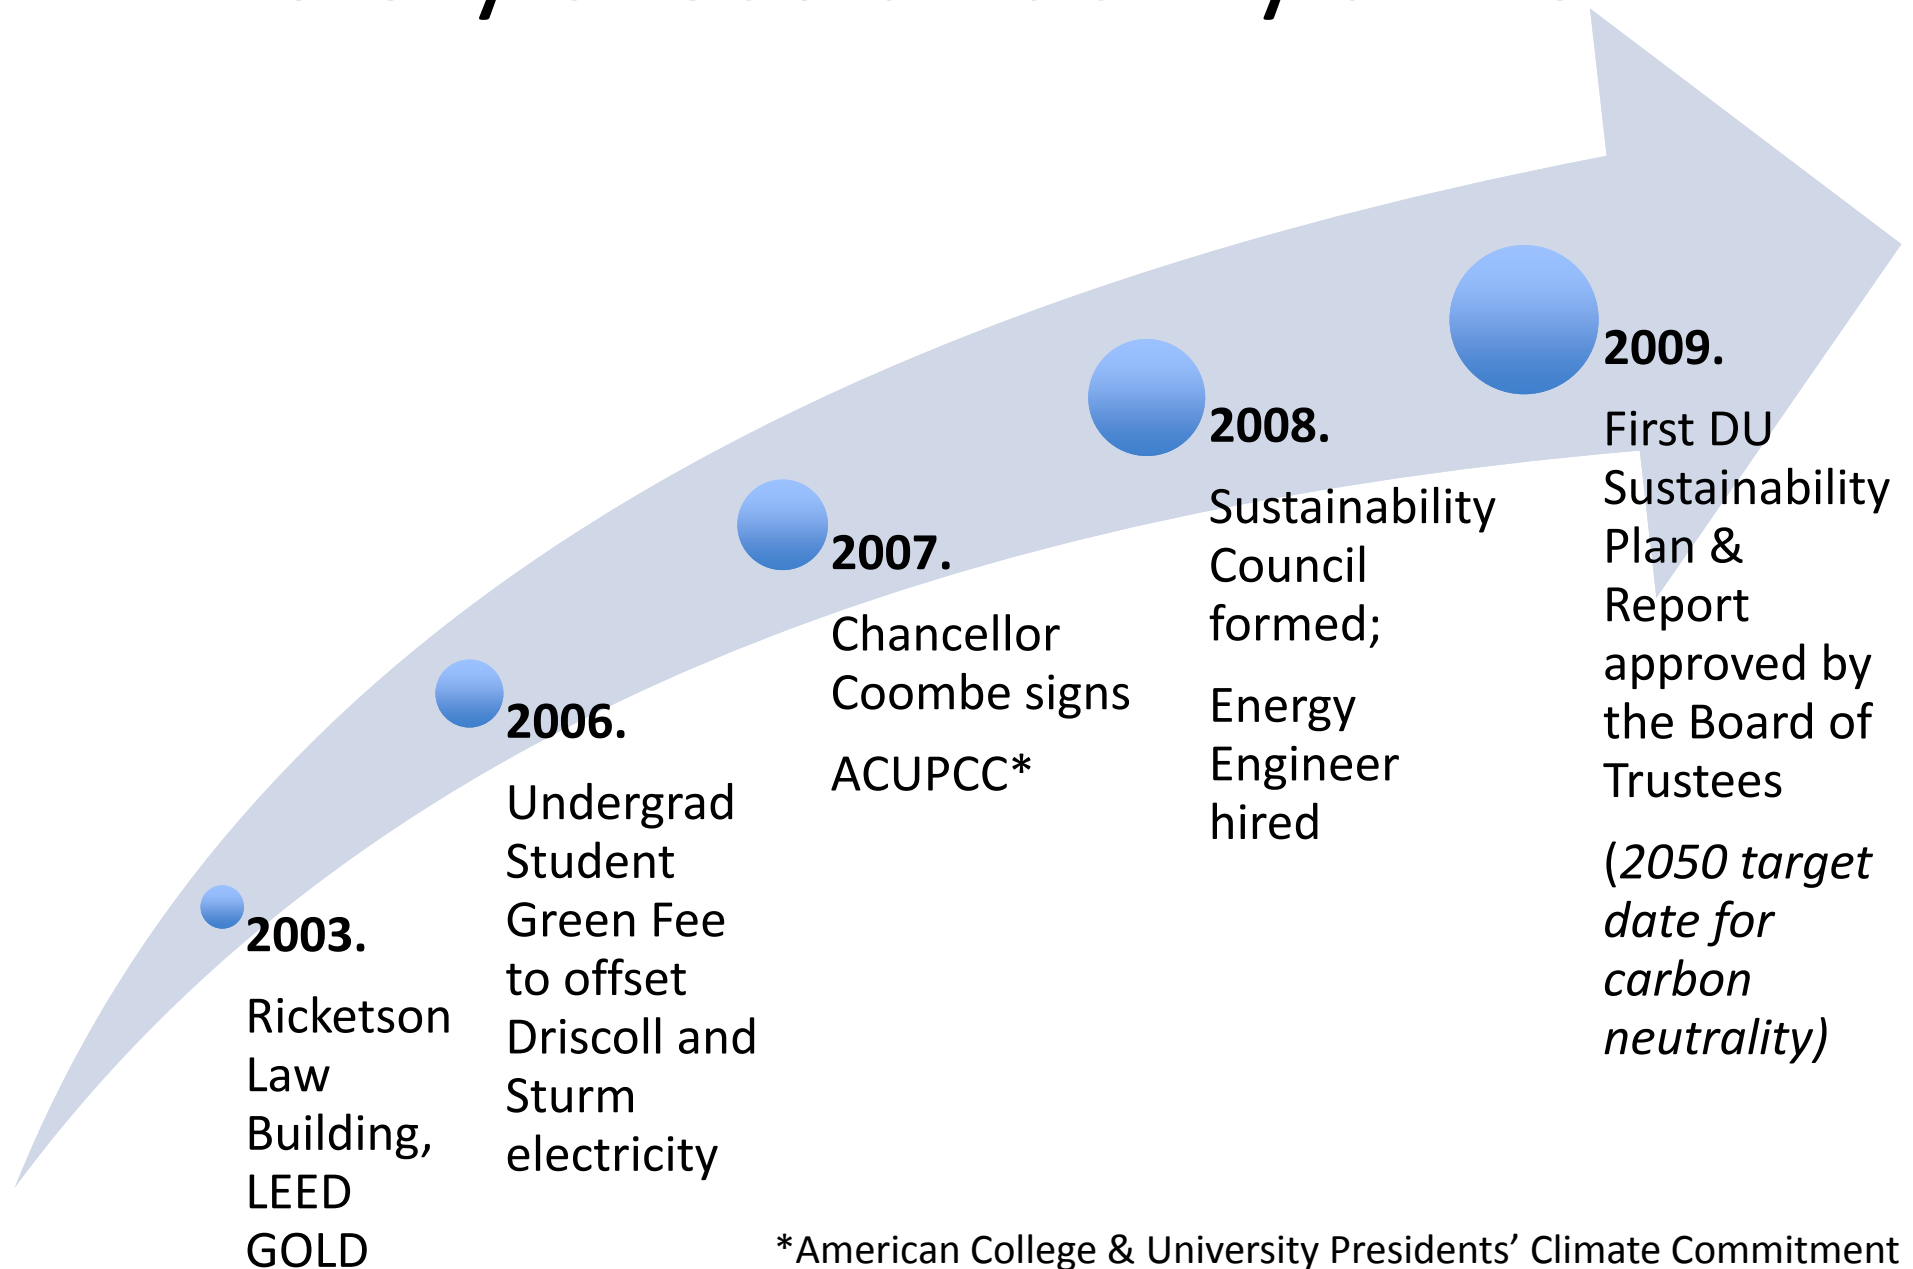 2003.
Ricketson
Law
Building,
LEED
GOLD
2006.
Undergrad
Student
Green Fee
to offset
Driscoll and
Sturm
electricity
2007.
Chancellor
Coombe signs
ACUPCC*
2008.
Sustainability
Council
formed;
Energy
Engineer
hired
2009.
First DU
Sustainability
Plan &
Report
approved by
the Board of
Trustees
(2050 target
date for
carbon
neutrality)
*American College & University Presidents’ Climate Commitment